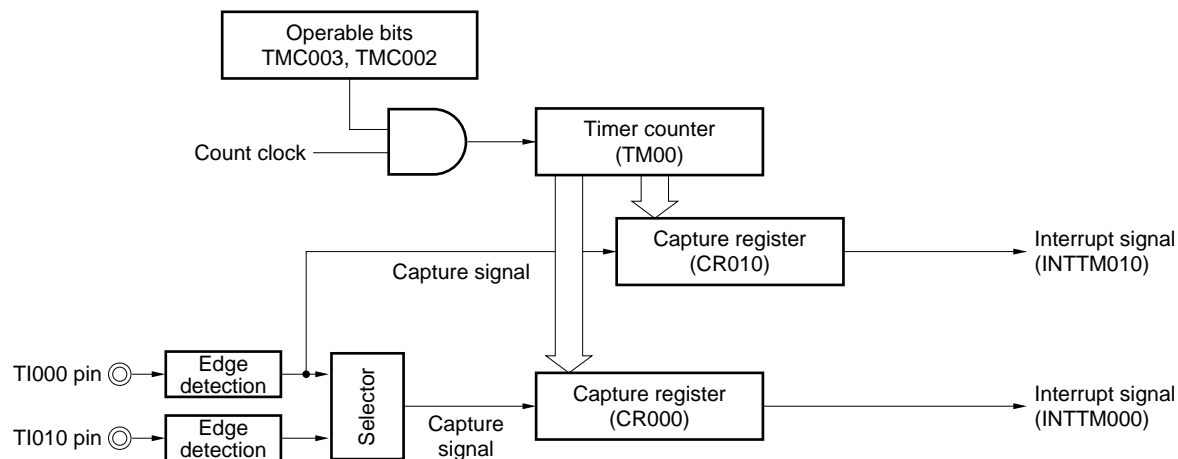 Operable bits
TMC003, TMC002
Count clock
Timer counter
(TM00)
Capture register
(CR010)
Interrupt signal
(INTTM010)
Capture signal
TI000 pin
Edge
detection
Selector
Capture register
(CR000)
Interrupt signal
(INTTM000)
TI010 pin
Edge
detection
Capture
signal